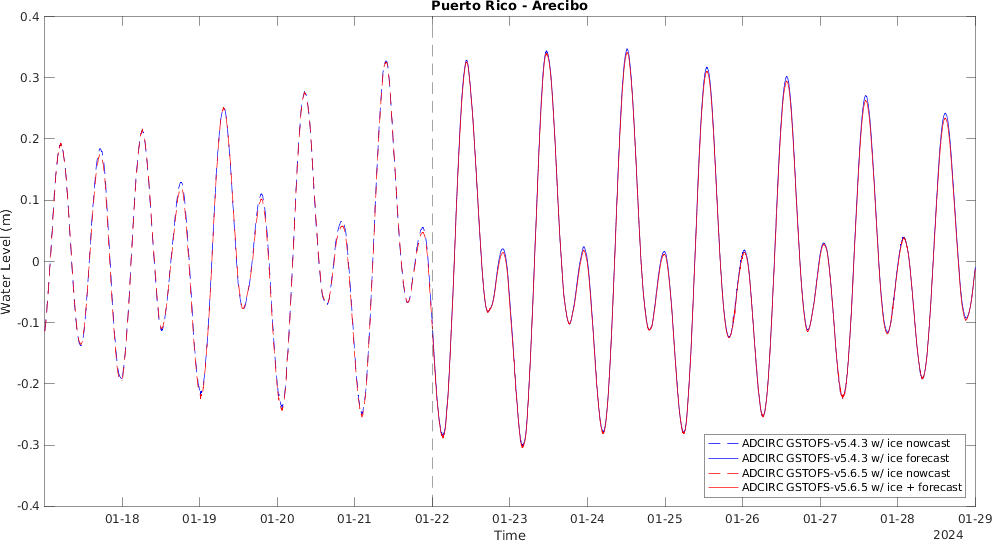 Puerto Rico - Arecibo
0.4
0.3
0.2
0.1
0
-0.1
-0.2
-0.3
-0.4
Water Level (m)
ADCIRC GSTOFS-v5.4.3 w/ ice nowcast
ADCIRC GSTOFS-v5.4.3 w/ ice forecast
ADCIRC GSTOFS-v5.6.5 w/ ice nowcast
ADCIRC GSTOFS-v5.6.5 w/ ice + forecast
01-18 01-19 01-20 01-21 01-22 01-23 01-24 01-25 01-26 01-27 01-28 01-29
Time
2024